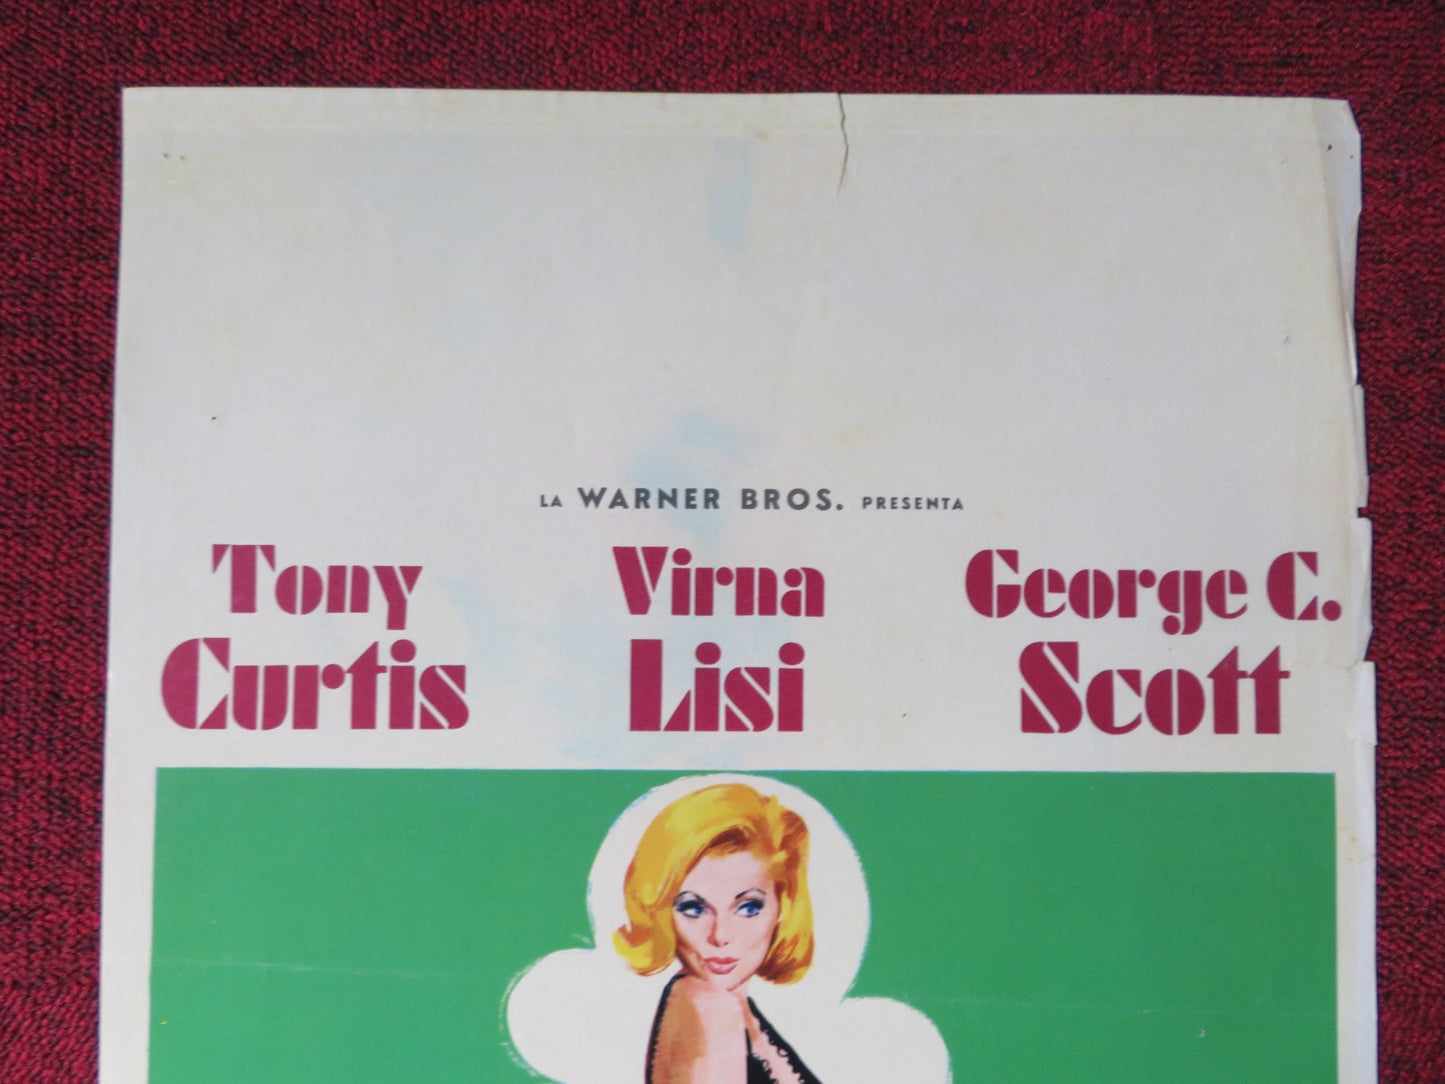 LA WARNER BROS. PRESENTA
Tony Virna George C.
Curtis Lisi Scott